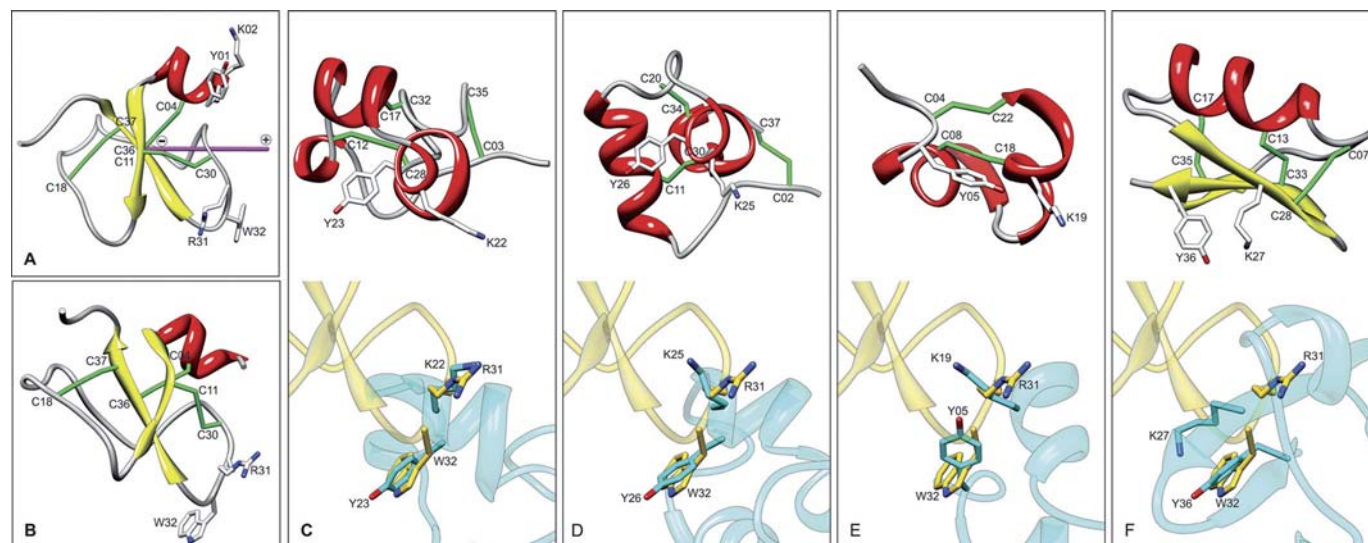 K02
Y01
C04
C37
⊖
⊕
C36
C11
C30
C18
R31
W32
A
C04
C37
C11
C18
C36
C30
R31
W32
B
C32
C35
C17
C12
C03
C28
Y23
K22
K22
R31
W32
Y23
C
C20
C34
C37
C30
Y26
C11
K25
C02
K25
R31
Y26
W32
D
C04
C22
C08
C18
Y05
K19
K19
R31
Y05
W32
E
C17
C13
C07
C35
C33
C28
Y36
K27
R31
K27
Y36
W32
F